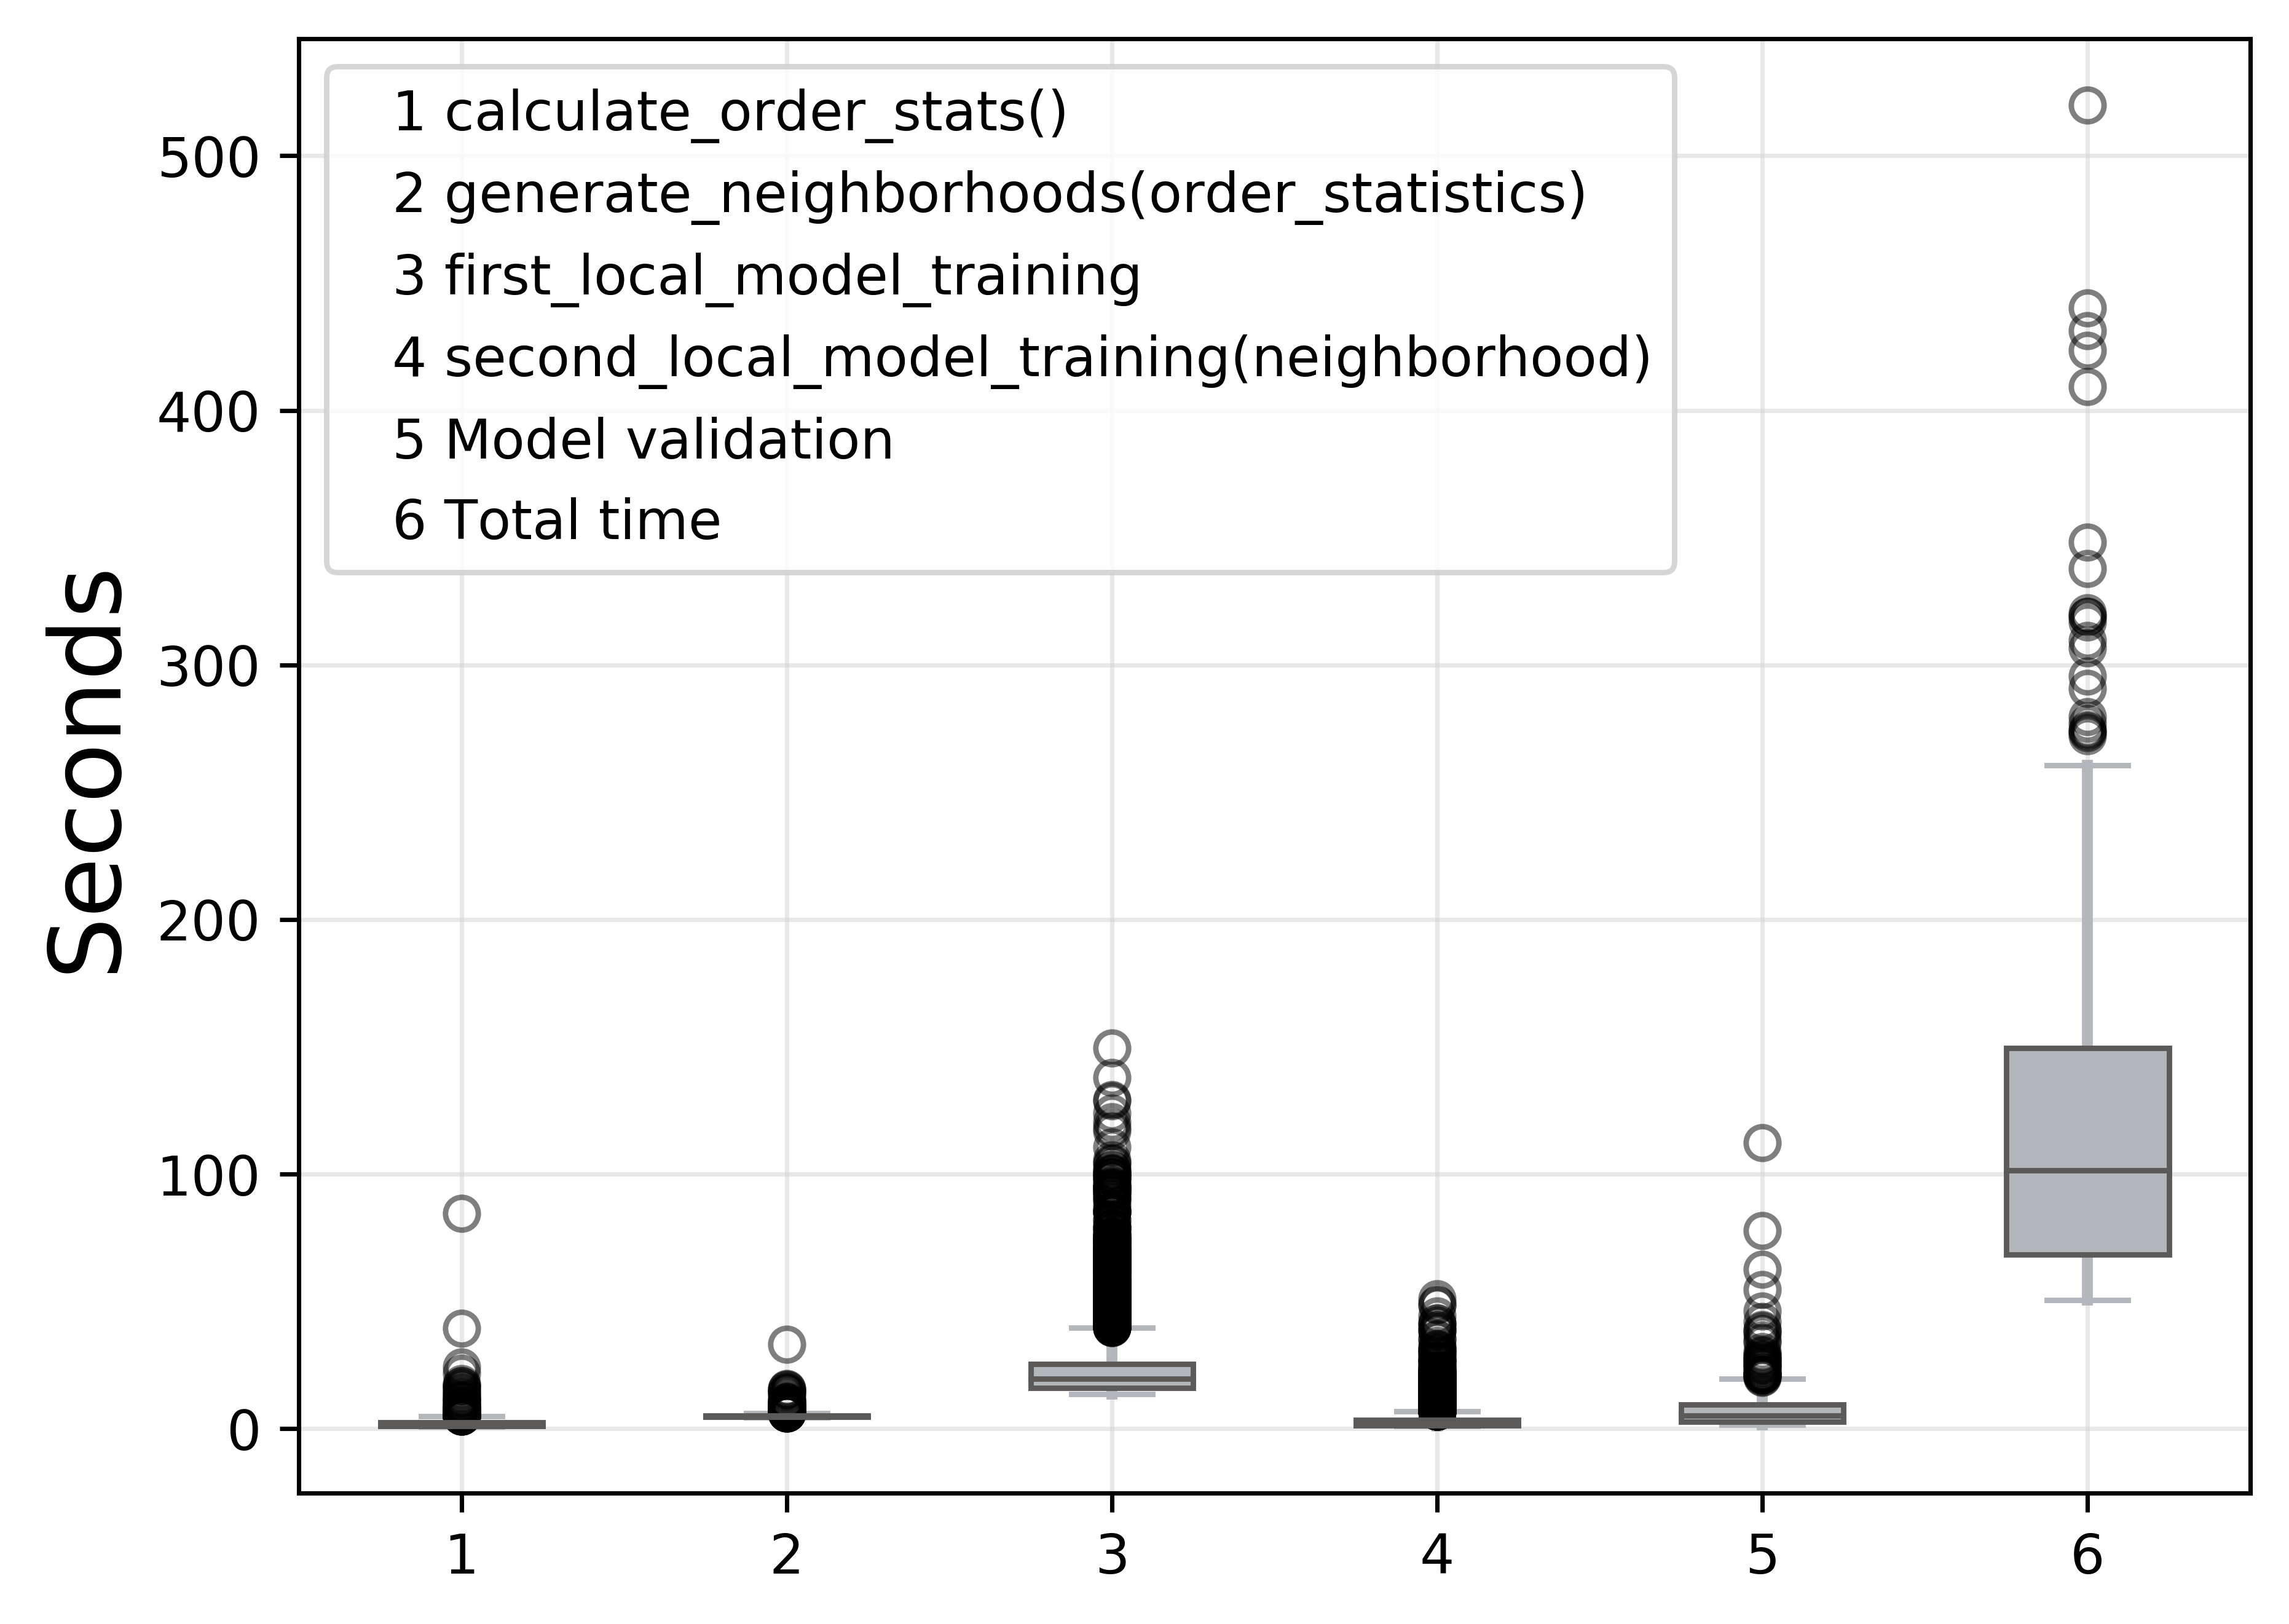 1 calculate_order_stats()
2 generate_neighborhoods(order_statistics)
3 first_local_model_training
4 second_local_model_training(neighborhood)
5 Model validation
6 Total time
500
400
300
200
100
0
Seconds
1 2 3 4 5 6